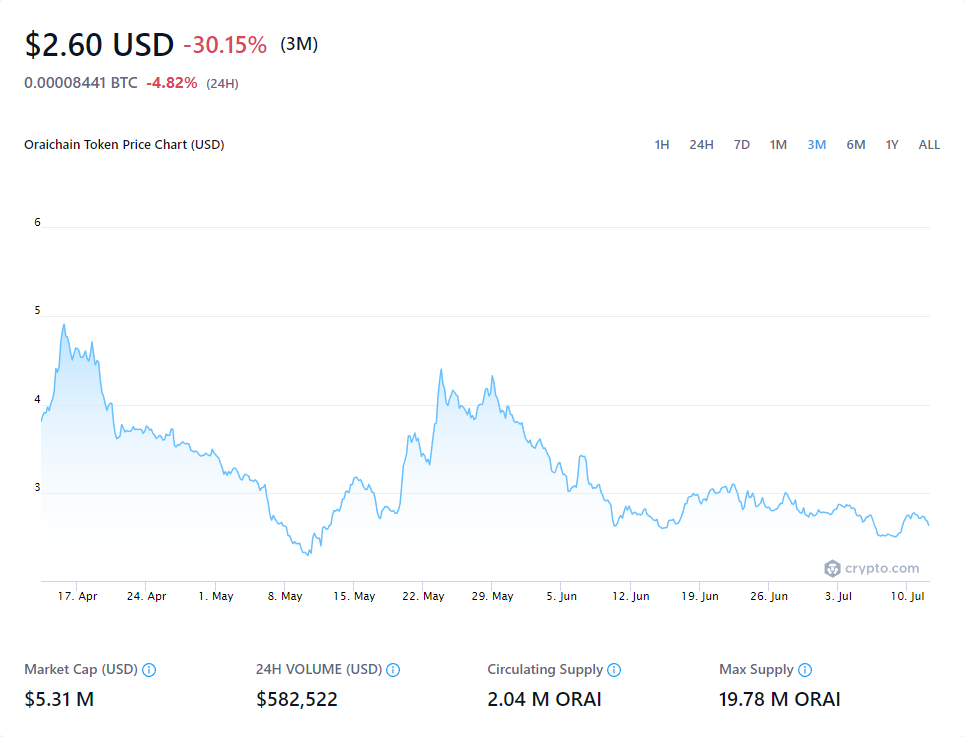 $2.60 USD -30.15% (3M)
0.00008441 BTC -4.82% (24H)
Oraichain Token Price Chart (USD) 1H 24H 7D 1M 3M 6M 1Y ALL
6
5
4
3
crypto.com
17. Apr 24. Apr 1. May 8. May 15. May 22. May 29. May 5. Jun 12. Jun 19. Jun 26. Jun 3. Jul 10. Jul
Market Cap (USD) 24H VOLUME (USD) Circulating Supply Max Supply
$5.31 M $582,522 2.04 M ORAI 19.78 M ORAI